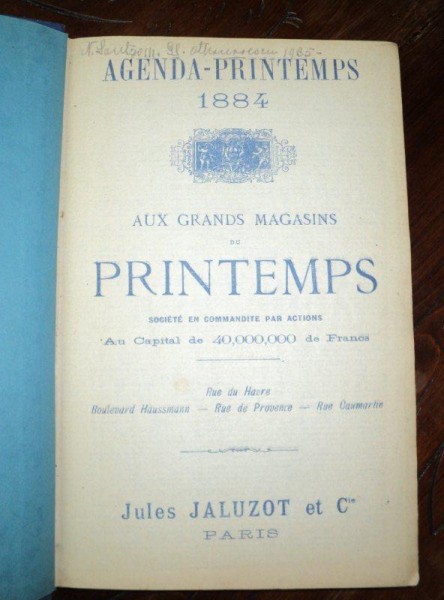 1965
AGENDA-PRINTEMPS
1884
AUX GRANDS MAGASINS
DU
PRINTEMPS
SOCIÉTÉ EN COMMANDITE PAR ACTIONS
Au Capital de 40,000,000 de Francs
Rue du Havre
Boulevard Haussmann — Rue de Provence — Rue Caumartin
Jules JALUZOT et Cie
PARIS